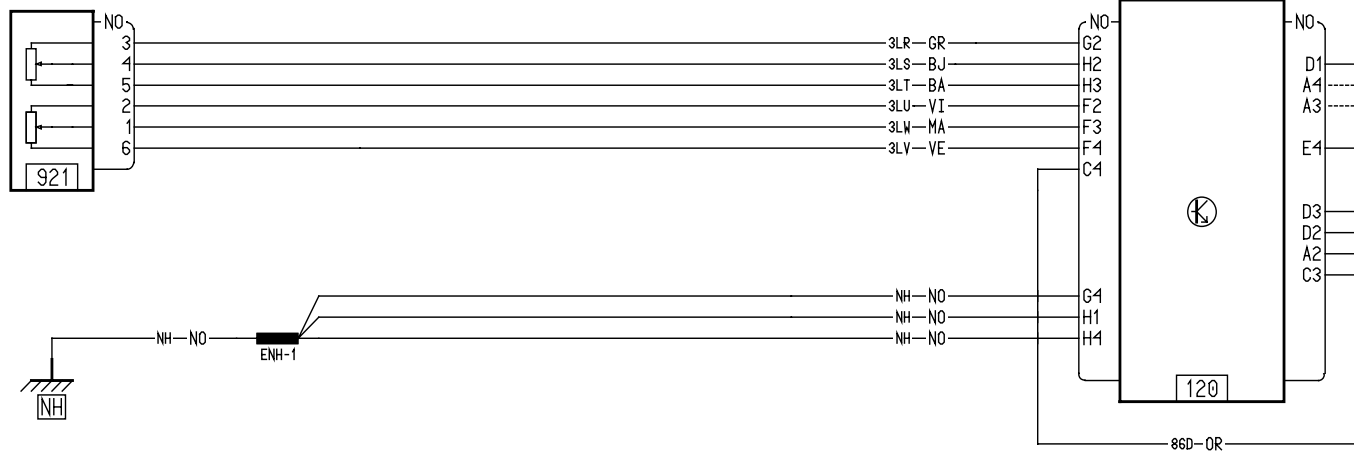 NO NO NO
3 3LR GR G2
4 3LS BJ H2 D1
5 3LT BA H3 A4
2 3LU VI F2 A3
1 3LW MA F3
6 3LV VE F4 E4
921 C4
D3
D2
A2
C3
NH NO G4
NH NO H1
NH NO NH NO H4
ENH-1
120
NH
86D OR